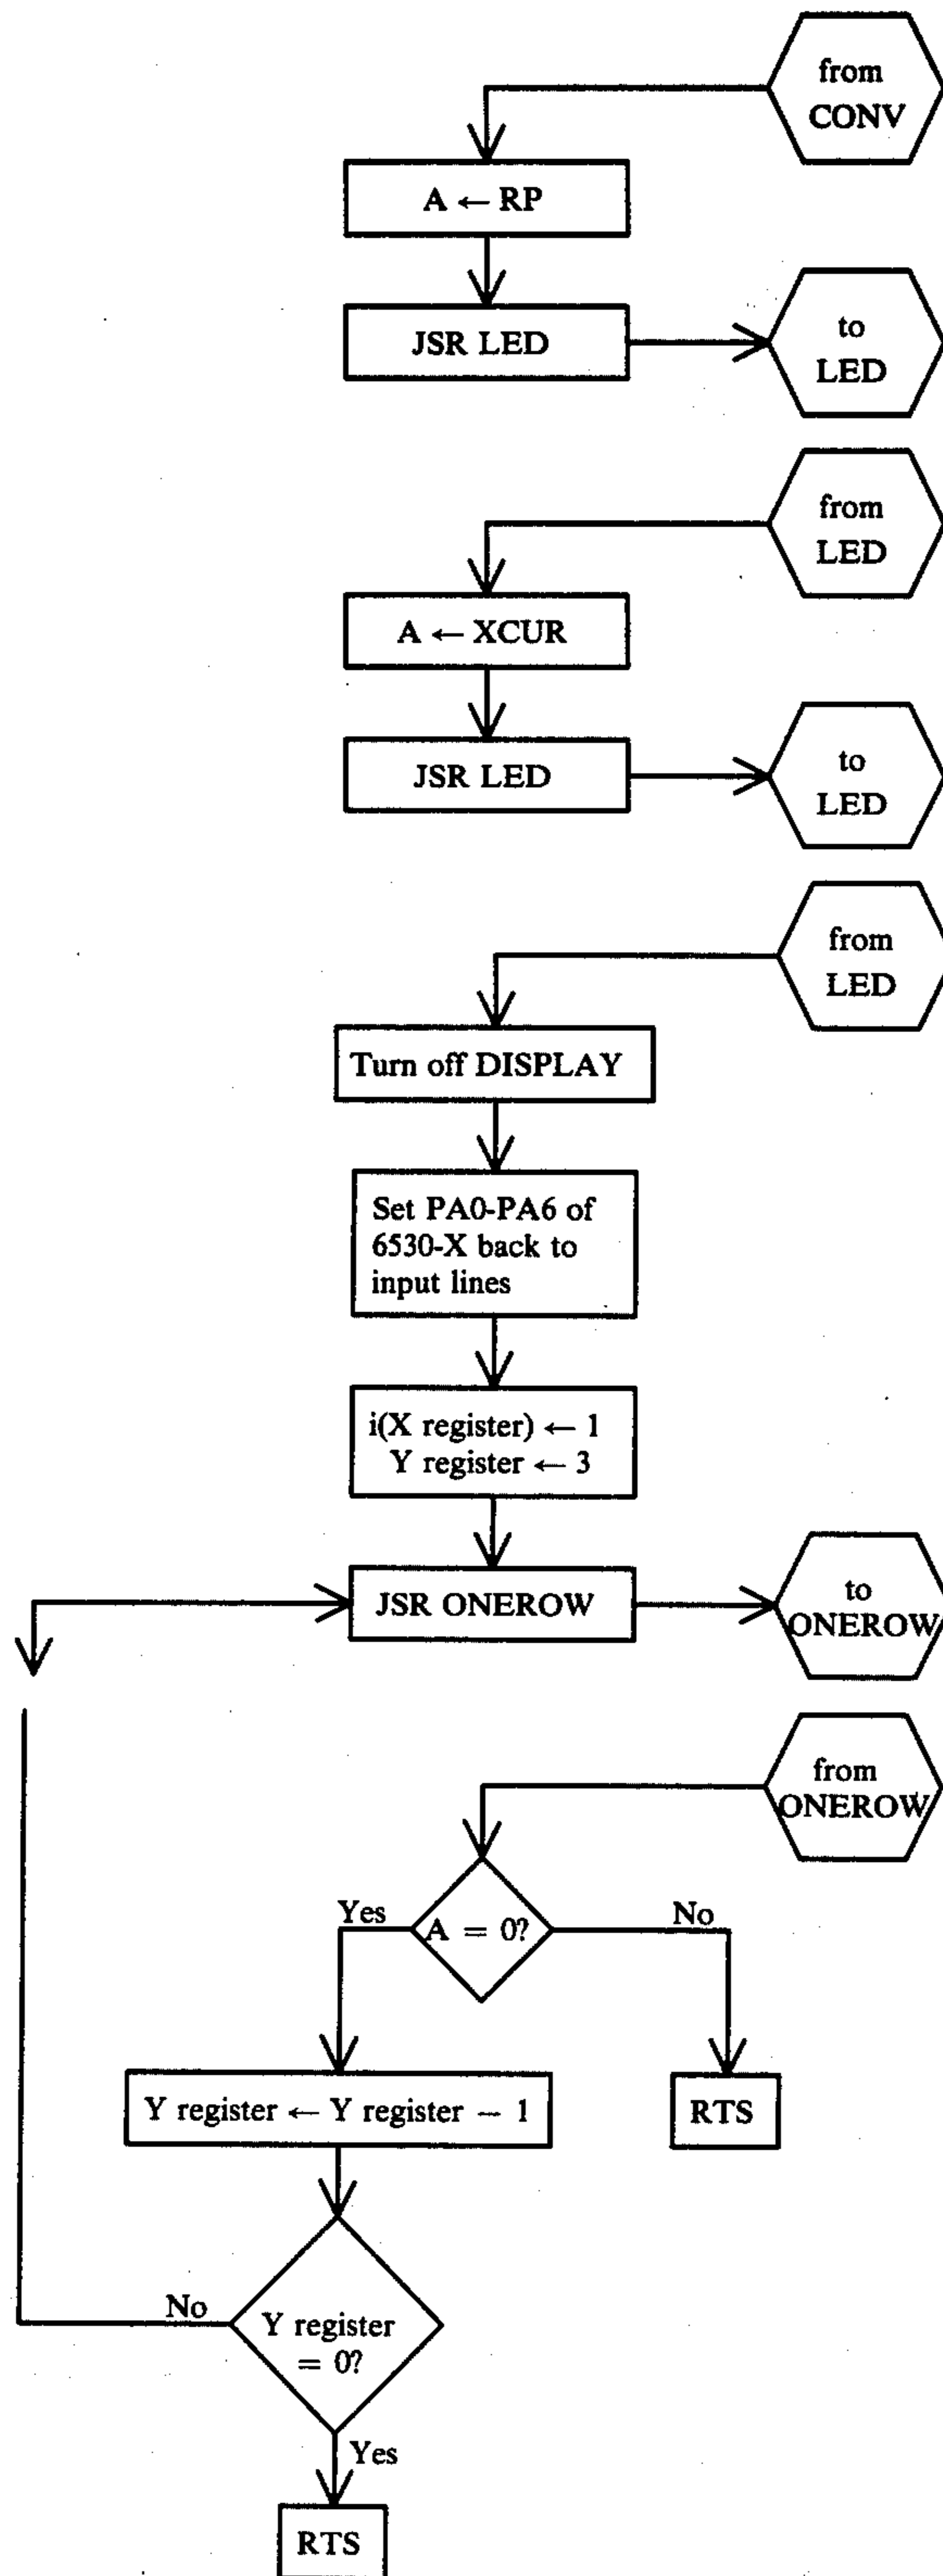 from
CONV
A ← RP
JSR LED
to
LED
from
LED
A ← XCUR
JSR LED
to
LED
from
LED
Turn off DISPLAY
Set PA0-PA6 of
6530-X back to
input lines
i(X register) ← 1
Y register ← 3
JSR ONEROW
to
ONEROW
from
ONEROW
Yes
A = 0?
No
Y register ← Y register − 1
RTS
No
Y register
= 0?
Yes
RTS